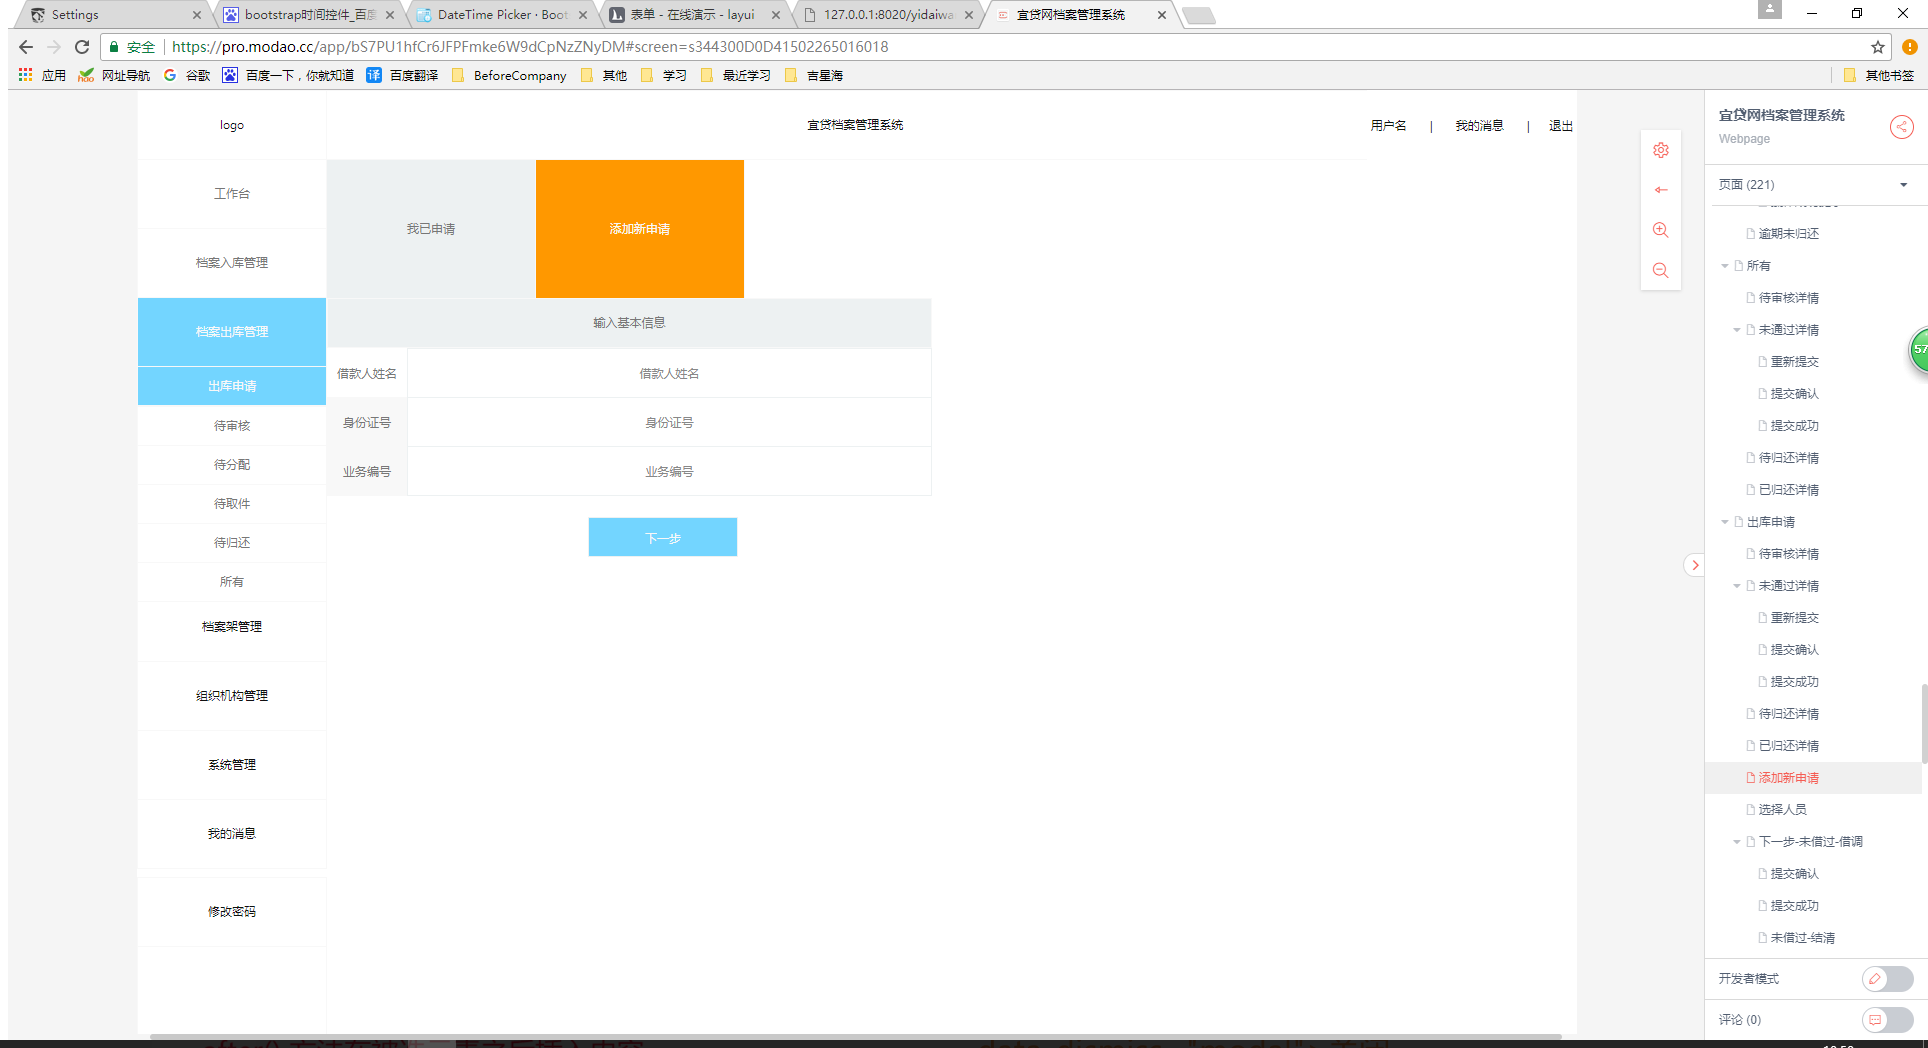 Settings
bootstrap时间控件_百度
DateTime Picker · Boot
表单 - 在线演示 - layui
127.0.0.1:8020/yidaiwa
宜贷网档案管理系统
安全
https://pro.modao.cc/app/bS7PU1hfCr6JFPFmke6W9dCpNzZNyDM#screen=s344300D0D41502265016018
应用
网址导航
谷歌
百度一下，你就知道
百度翻译
BeforeCompany
其他
学习
最近学习
吉星海
其他书签
logo
宜贷档案管理系统
用户名 | 我的消息 | 退出
工作台
档案入库管理
档案出库管理
出库申请
待审核
待分配
待取件
待归还
所有
档案架管理
组织机构管理
系统管理
我的消息
修改密码
我已申请
添加新申请
输入基本信息
借款人姓名 借款人姓名
身份证号 身份证号
业务编号 业务编号
下一步
宜贷网档案管理系统
Webpage
页面 (221)
逾期未归还
所有
待审核详情
未通过详情
重新提交
提交确认
提交成功
待归还详情
已归还详情
出库申请
待审核详情
未通过详情
重新提交
提交确认
提交成功
待归还详情
已归还详情
添加新申请
选择人员
下一步-未借过-借调
提交确认
提交成功
未借过-结清
开发者模式
评论 (0)
57